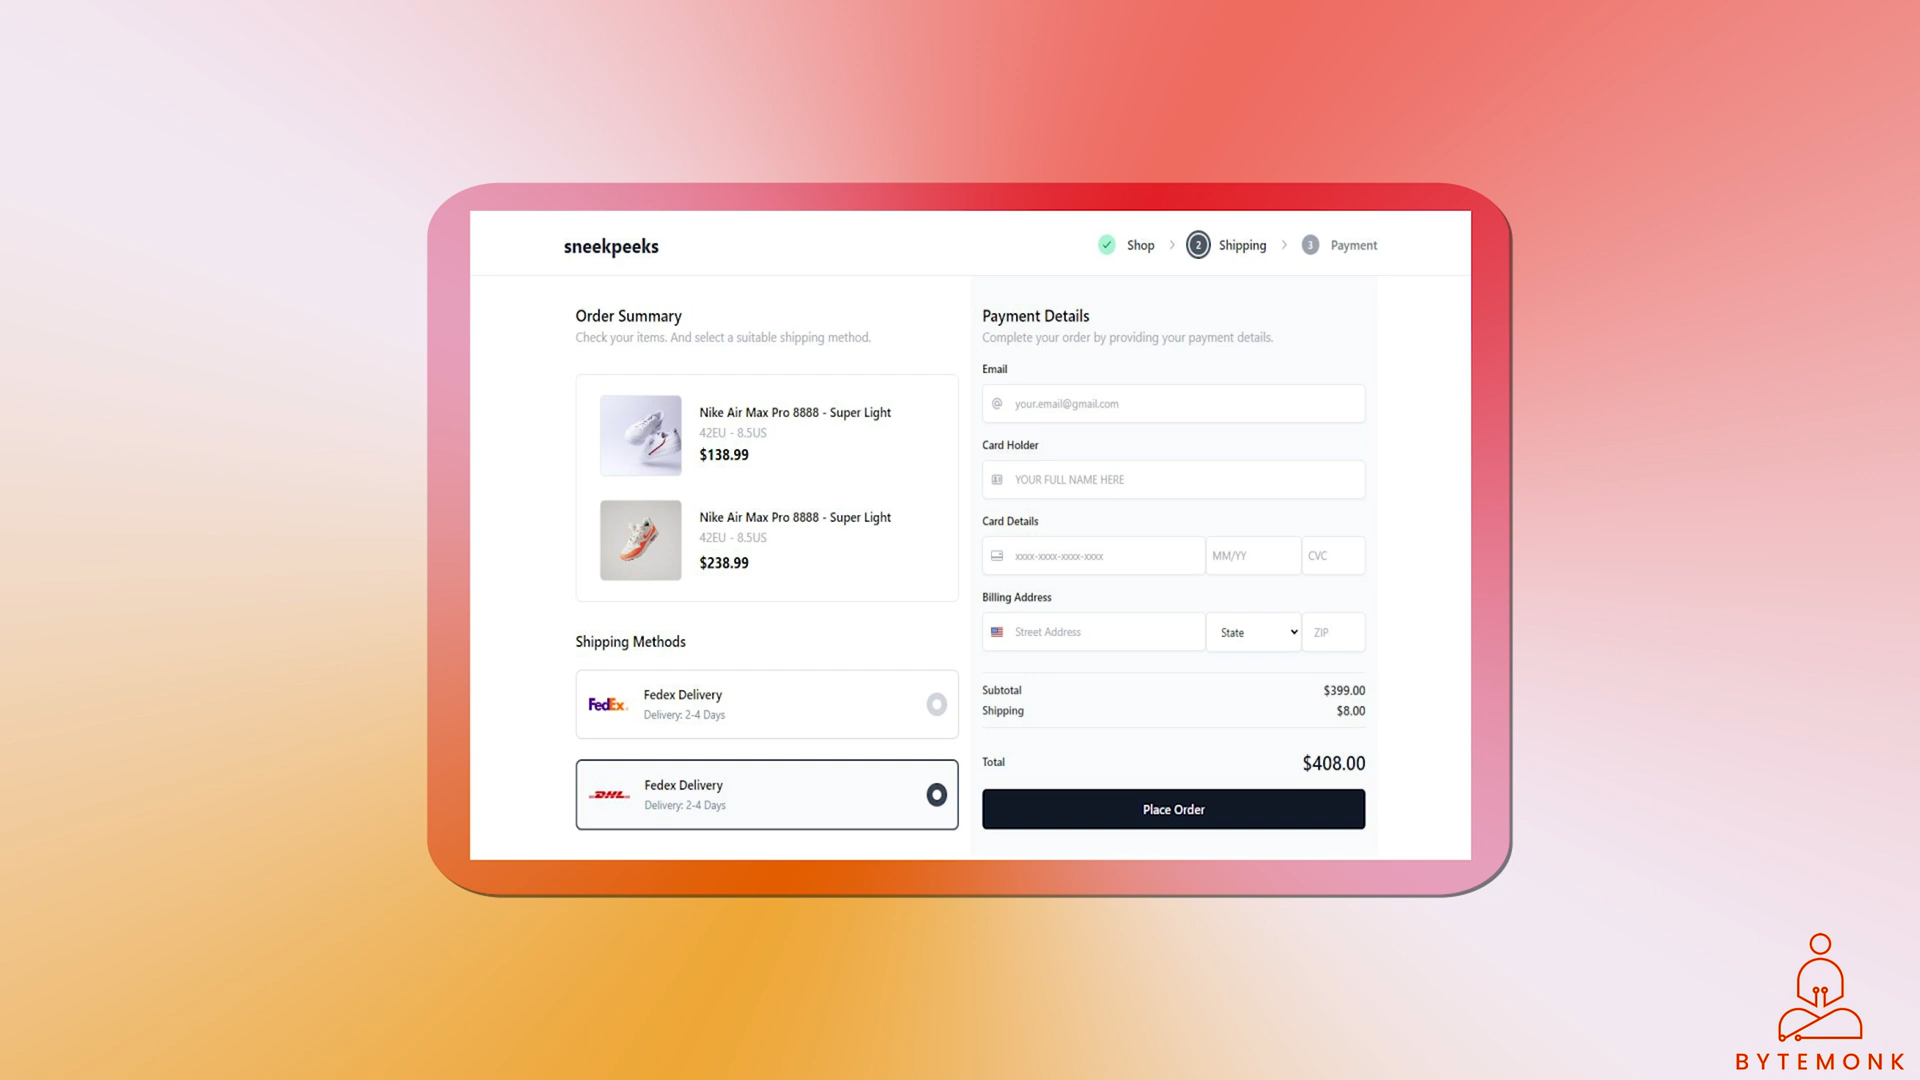 sneekpeeks
Shop
2
Shipping
3
Payment
Order Summary
Check your items. And select a suitable shipping method.
Nike Air Max Pro 8888 - Super Light
42EU - 8.5US
$138.99
Nike Air Max Pro 8888 - Super Light
42EU - 8.5US
$238.99
Shipping Methods
FedEx.
Fedex Delivery
Delivery: 2-4 Days
DHL
Fedex Delivery
Delivery: 2-4 Days
Payment Details
Complete your order by providing your payment details.
Email
@ your.email@gmail.com
Card Holder
YOUR FULL NAME HERE
Card Details
xxxx-xxxx-xxxx-xxxx MM/YY CVC
Billing Address
Street Address State ZIP
Subtotal $399.00
Shipping $8.00
Total $408.00
Place Order
BYTEMONK